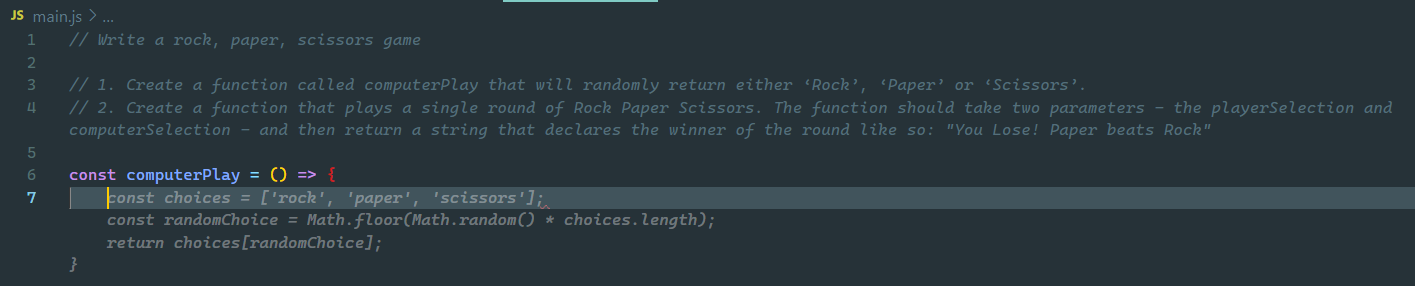 JS main.js > ...
1 // Write a rock, paper, scissors game
2
3 // 1. Create a function called computerPlay that will randomly return either ‘Rock’, ‘Paper’ or ‘Scissors’.
4 // 2. Create a function that plays a single round of Rock Paper Scissors. The function should take two parameters - the playerSelection and
computerSelection - and then return a string that declares the winner of the round like so: "You Lose! Paper beats Rock"
5
6 const computerPlay = () => {
7     const choices = ['rock', 'paper', 'scissors'];
    const randomChoice = Math.floor(Math.random() * choices.length);
    return choices[randomChoice];
}